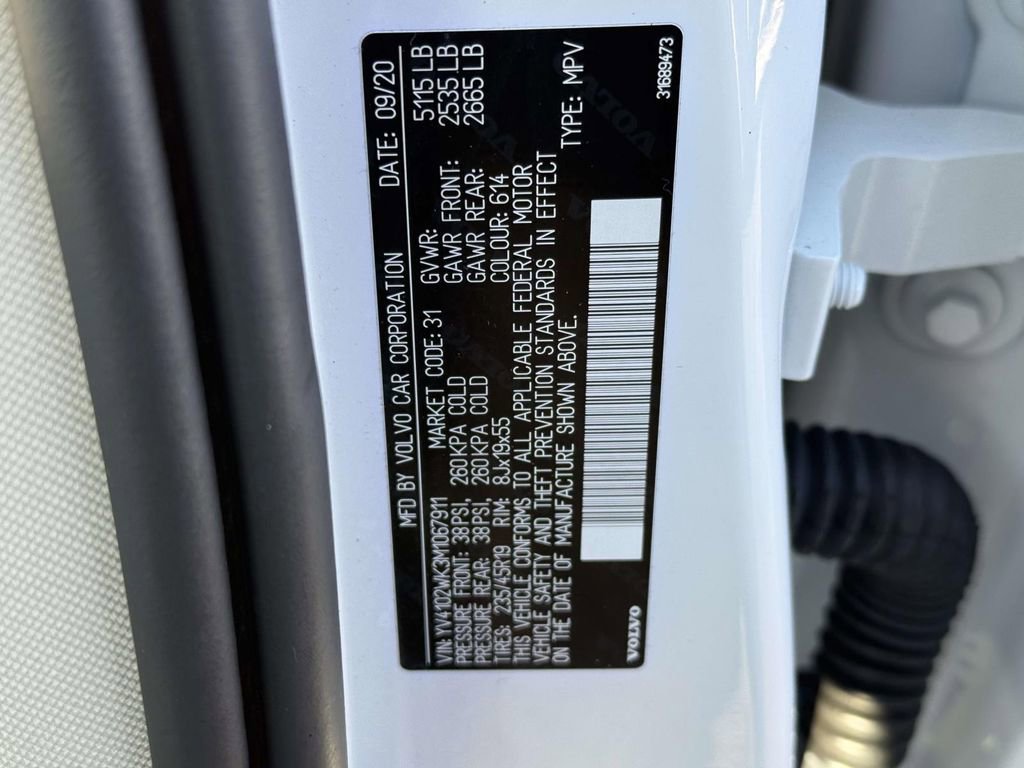 MFD BY VOLVO CAR CORPORATION DATE: 09/20
VIN: YV4102WK3M1067911 MARKET CODE: 31 GVWR: 5115 LB
PRESSURE FRONT: 38PSI, 260KPA COLD GAWR FRONT: 2535 LB
PRESSURE REAR: 38PSI, 260KPA COLD GAWR REAR: 2665 LB
TIRES: 235/45R19 RIM: 8Jx19x55 COLOUR: 614
THIS VEHICLE CONFORMS TO ALL APPLICABLE FEDERAL MOTOR
VEHICLE SAFETY AND THEFT PREVENTION STANDARDS IN EFFECT
ON THE DATE OF MANUFACTURE SHOWN ABOVE. TYPE: MPV
VOLVO 31689473